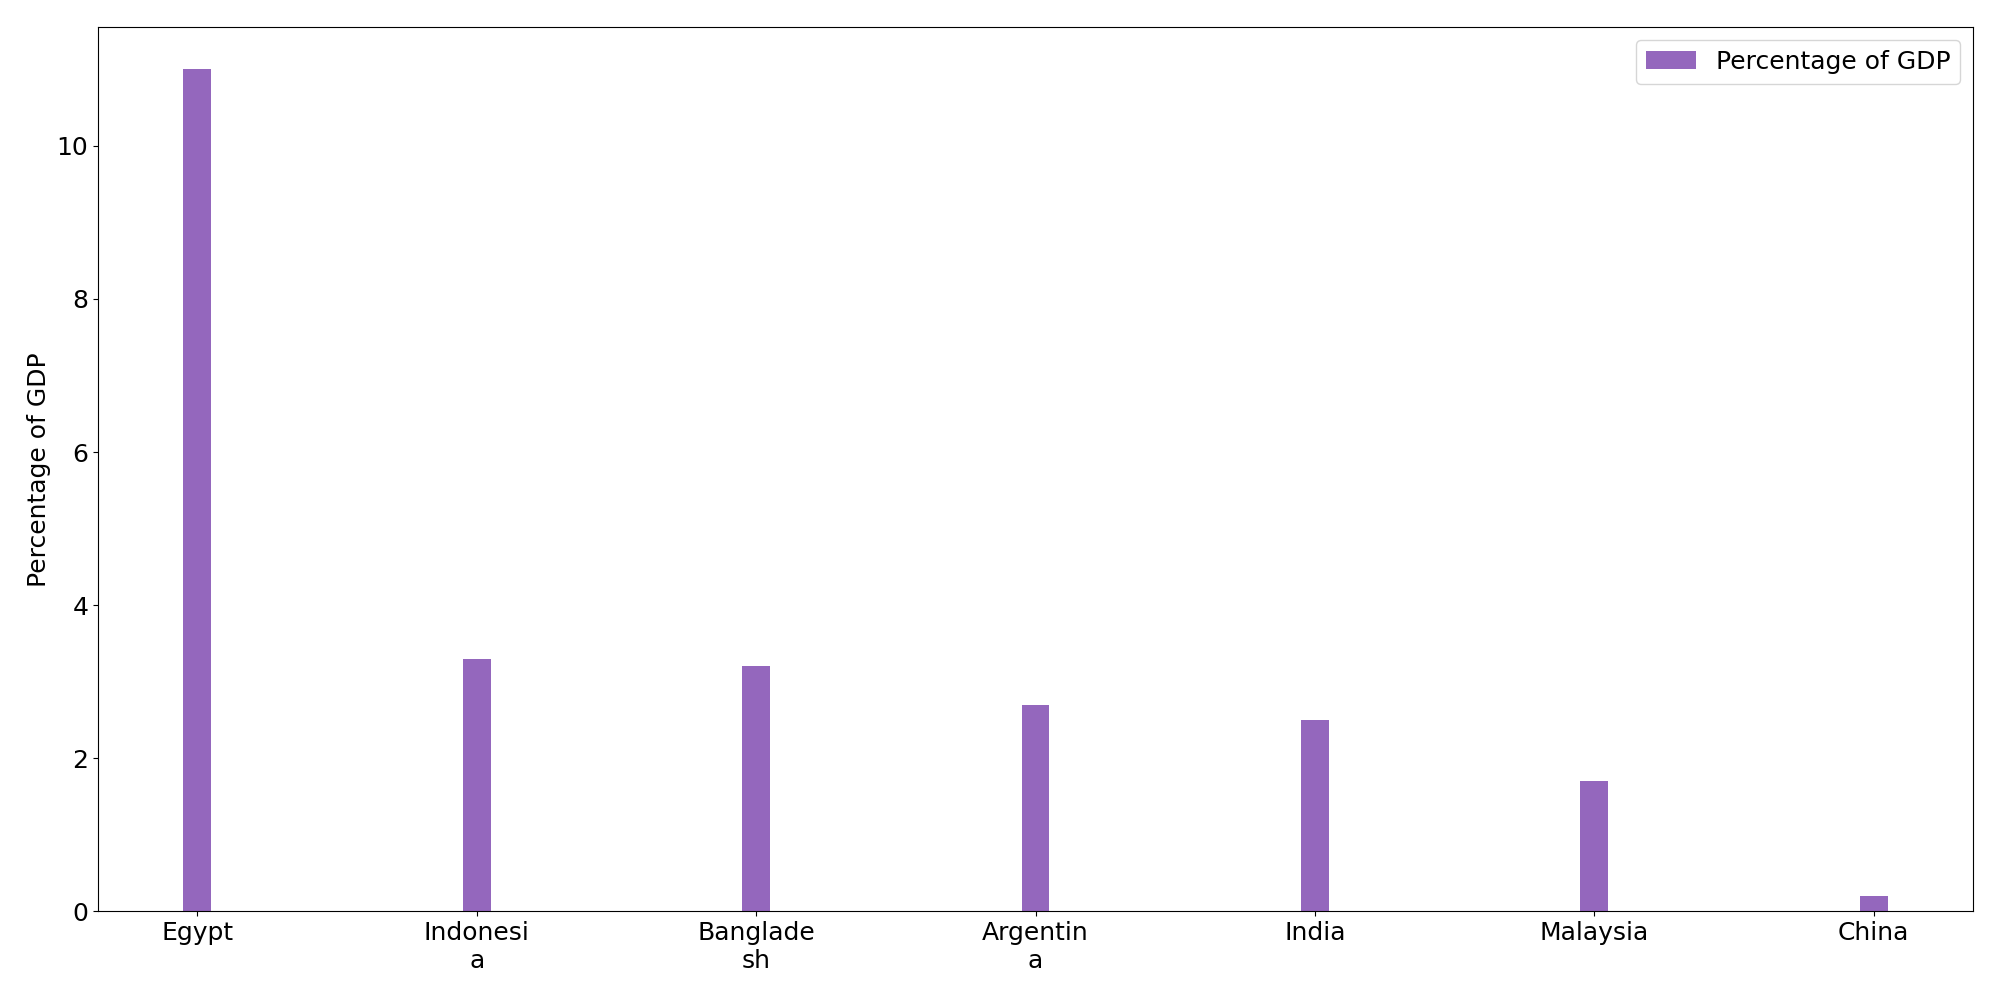 Percentage of GDP
10
8
6
4
2
0
Percentage of GDP
Egypt
Indonesi
a
Banglade
sh
Argentin
a
India
Malaysia
China